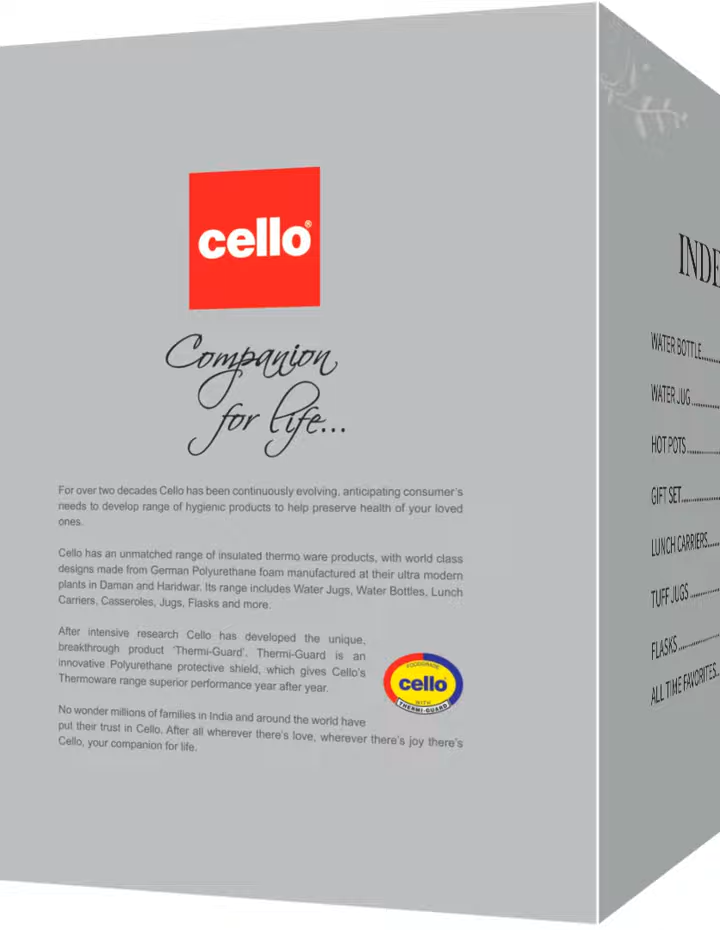 cello®
Companion
for life...
For over two decades Cello has been continuously evolving, anticipating consumer's
needs to develop range of hygienic products to help preserve health of your loved
ones.
Cello has an unmatched range of insulated thermo ware products, with world class
designs made from German Polyurethane foam manufactured at their ultra modern
plants in Daman and Haridwar. Its range includes Water Jugs, Water Bottles, Lunch
Carriers, Casseroles, Jugs, Flasks and more.
After intensive research Cello has developed the unique,
breakthrough product 'Thermi-Guard'. Thermi-Guard is an
innovative Polyurethane protective shield, which gives Cello's
Thermoware range superior performance year after year.
No wonder millions of families in India and around the world have
put their trust in Cello. After all wherever there's love, wherever there's joy there's
Cello, your companion for life.
FOODGRADE
cello®
WITH
THERMI-GUARD
INDE
WATER BOTTLE......
WATER JUG..........
HOT POTS...........
GIFT SET............
LUNCH CARRIERS....
TUFF JUGS..........
FLASKS.............
ALL TIME FAVORITES..